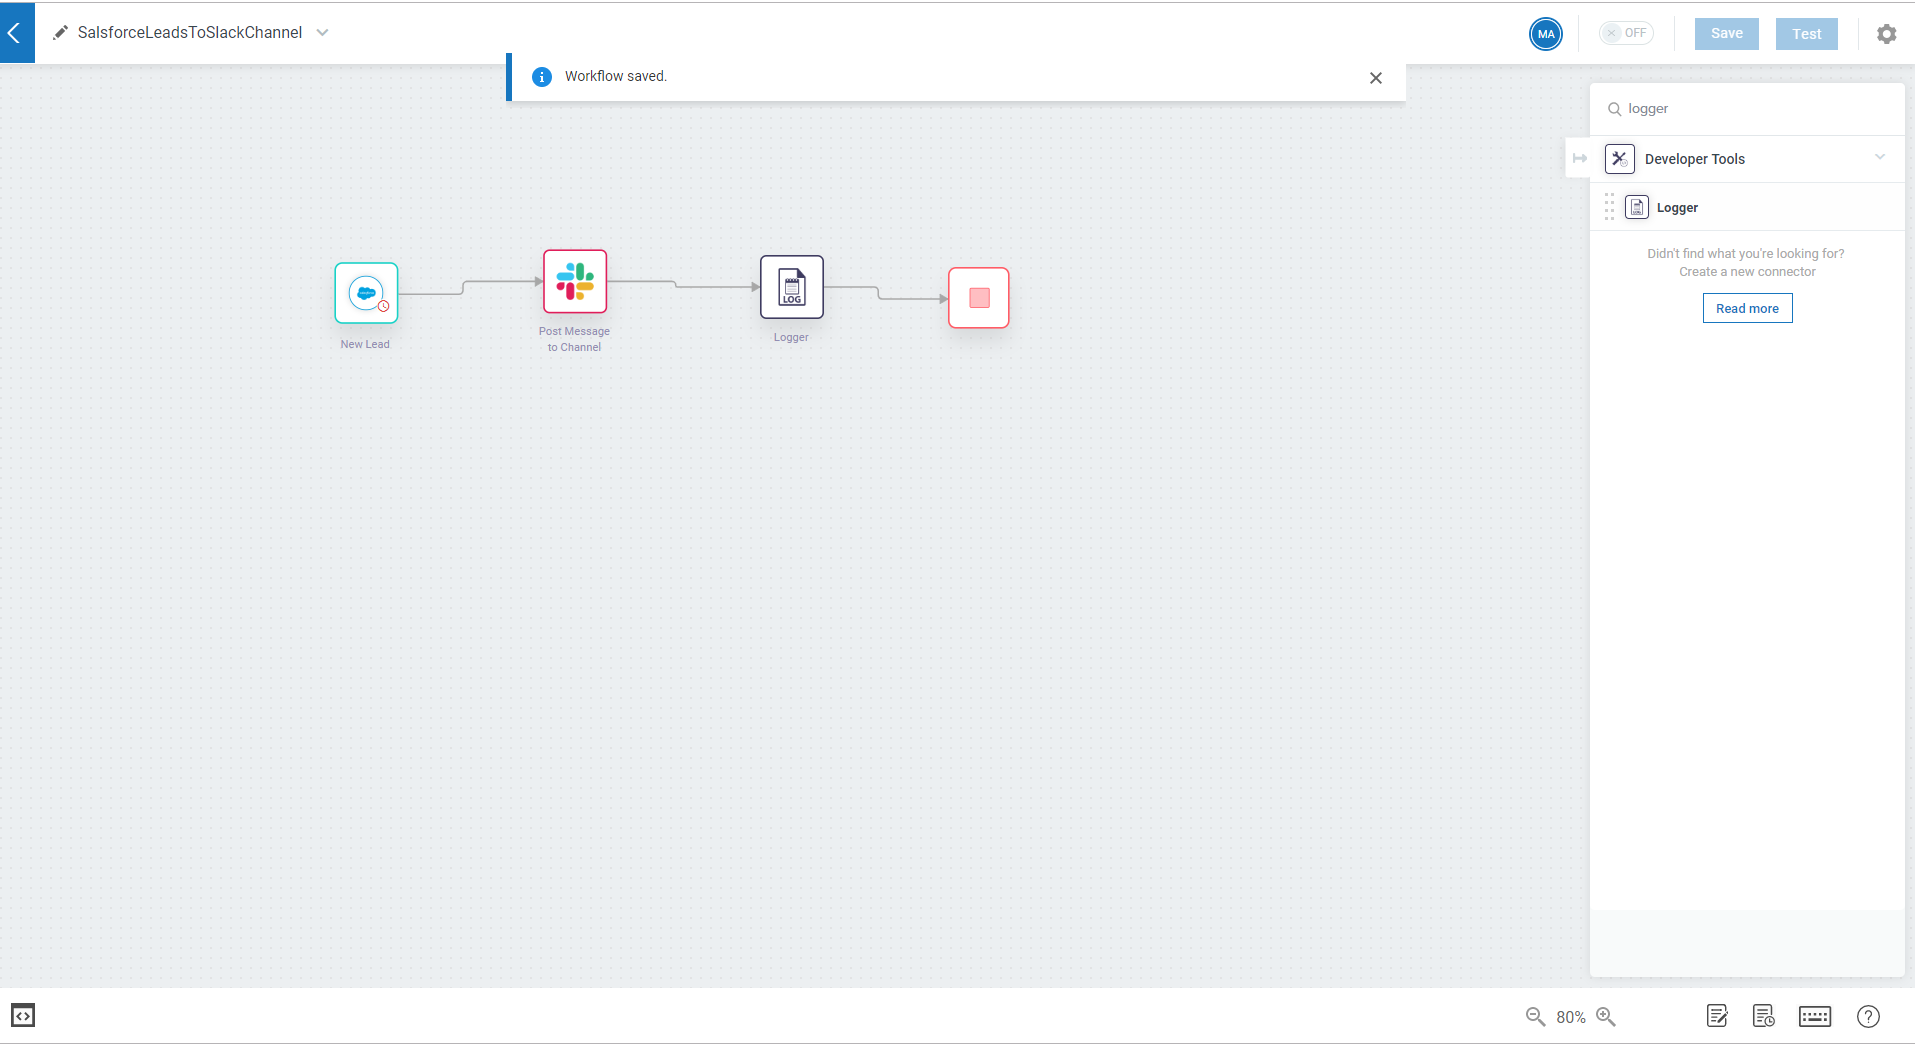 SalsforceLeadsToSlackChannel
MA
OFF
Save
Test
Workflow saved.
logger
Developer Tools
Logger
Didn't find what you're looking for?
Create a new connector
Read more
New Lead
Post Message
to Channel
LOG
Logger
80%